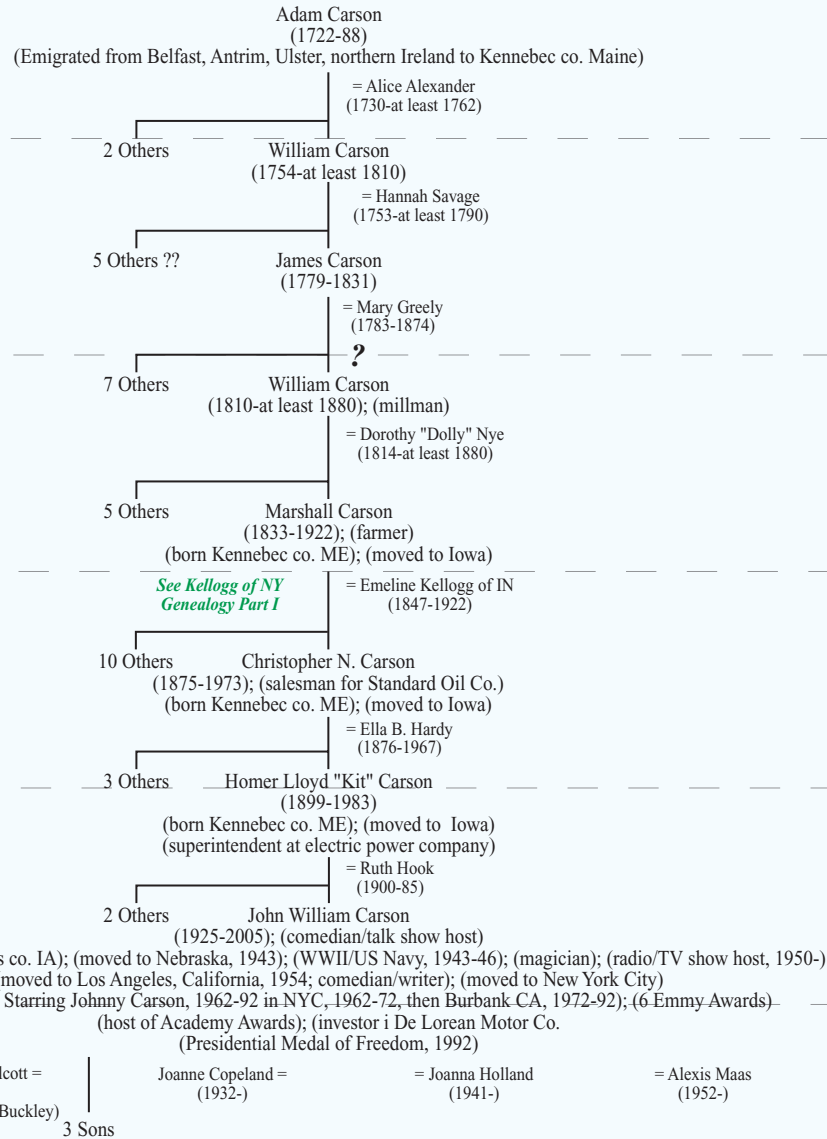 Adam Carson
(1722-88)
(Emigrated from Belfast, Antrim, Ulster, northern Ireland to Kennebec co. Maine)
= Alice Alexander
(1730-at least 1762)
2 Others
William Carson
(1754-at least 1810)
= Hannah Savage
(1753-at least 1790)
5 Others ??
James Carson
(1779-1831)
= Mary Greely
(1783-1874)
?
7 Others
William Carson
(1810-at least 1880); (millman)
= Dorothy "Dolly" Nye
(1814-at least 1880)
5 Others
Marshall Carson
(1833-1922); (farmer)
(born Kennebec co. ME); (moved to Iowa)
See Kellogg of NY
Genealogy Part I
= Emeline Kellogg of IN
(1847-1922)
10 Others
Christopher N. Carson
(1875-1973); (salesman for Standard Oil Co.)
(born Kennebec co. ME); (moved to Iowa)
= Ella B. Hardy
(1876-1967)
3 Others
Homer Lloyd "Kit" Carson
(1899-1983)
(born Kennebec co. ME); (moved to Iowa)
(superintendent at electric power company)
= Ruth Hook
(1900-85)
2 Others
John William Carson
(1925-2005); (comedian/talk show host)
s co. IA); (moved to Nebraska, 1943); (WWII/US Navy, 1943-46); (magician); (radio/TV show host, 1950-)
moved to Los Angeles, California, 1954; comedian/writer); (moved to New York City)
Starring Johnny Carson, 1962-92 in NYC, 1962-72, then Burbank CA, 1972-92); (6 Emmy Awards)
(host of Academy Awards); (investor i De Lorean Motor Co.
(Presidential Medal of Freedom, 1992)
lcott =
Buckley)
3 Sons
Joanne Copeland =
(1932-)
= Joanna Holland
(1941-)
= Alexis Maas
(1952-)